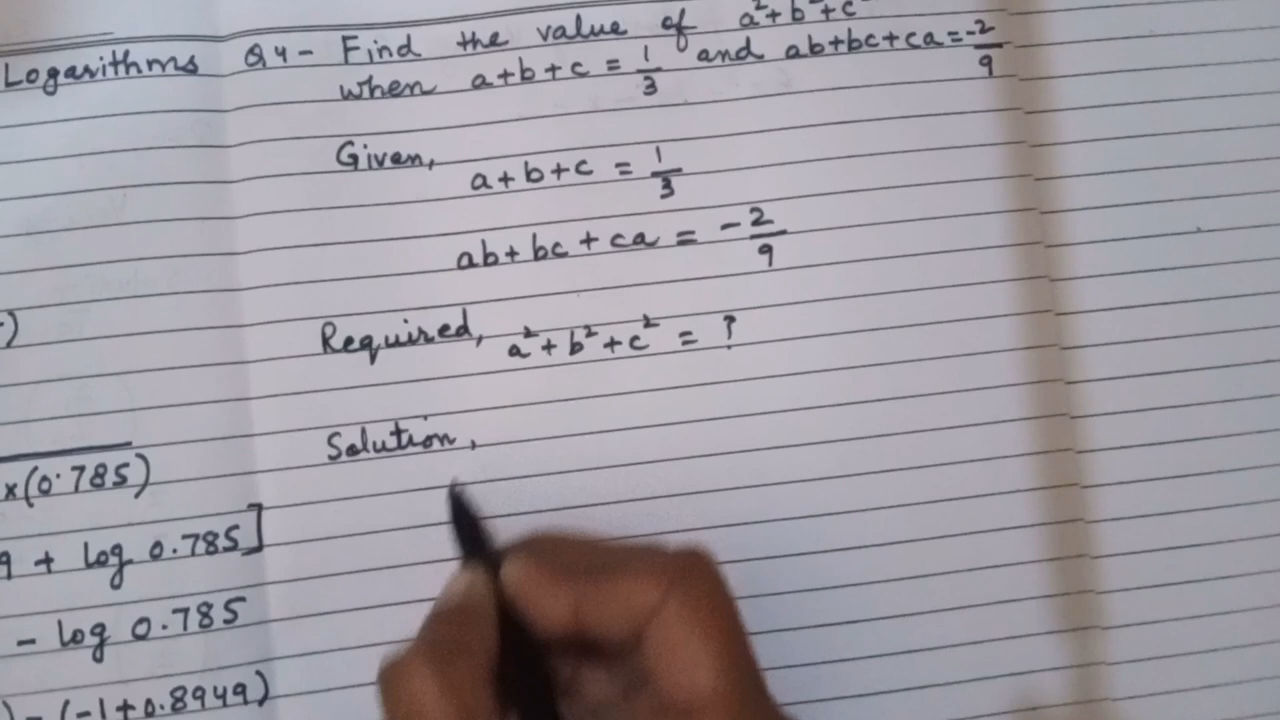 Logarithms Q4- Find the value of a²+b²+c²
when a+b+c = 1/3 and ab+bc+ca=-2/9
Given,
a+b+c = 1/3
ab+bc+ca = -2/9
)
Required, a²+b²+c² = ?
Solution,
×(0.785)
9 + log 0.785]
- log 0.785
) - (-1+0.8949)